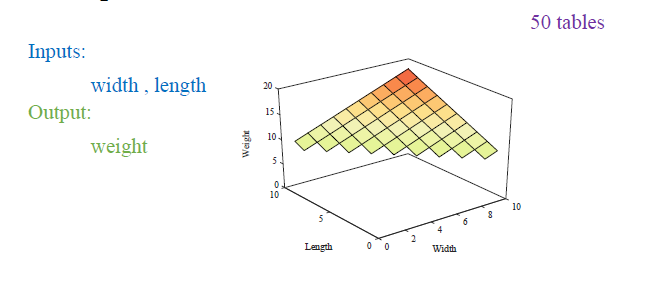 50 tables
Inputs:
width , length
Output:
weight
20
15
10
5
0
Weight
10
5
0
Length
0
2
4
6
8
10
Width